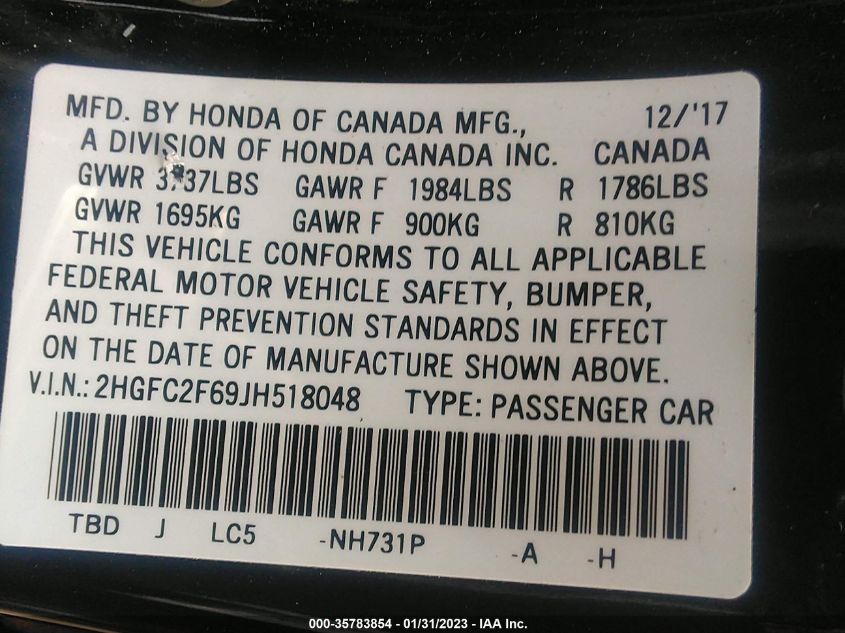 MFD. BY HONDA OF CANADA MFG., 12/'17
A DIVISION OF HONDA CANADA INC. CANADA
GVWR GAWR F 1984LBS R 1786LBS
GVWR 1695KG GAWR F 900KG R 810KG
THIS VEHICLE CONFORMS TO ALL APPLICABLE
FEDERAL MOTOR VEHICLE SAFETY, BUMPER,
AND THEFT PREVENTION STANDARDS IN EFFECT
ON THE DATE OF MANUFACTURE SHOWN ABOVE.
V.I.N.: 2HGFC2F69JH518048 TYPE: PASSENGER CAR
TBD J LC5 -NH731P -A -H
000-35783854 - 01/31/2023 - IAA Inc.